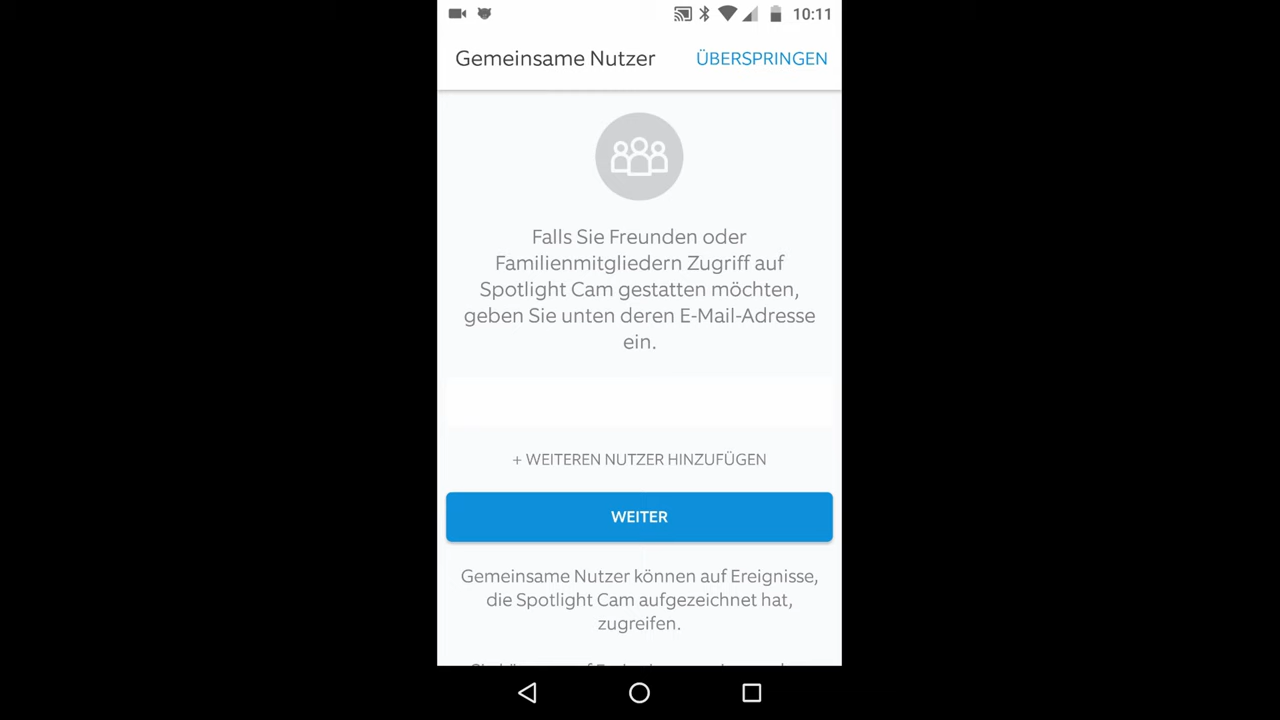 10:11
Gemeinsame Nutzer ÜBERSPRINGEN
Falls Sie Freunden oder
Familienmitgliedern Zugriff auf
Spotlight Cam gestatten möchten,
geben Sie unten deren E-Mail-Adresse
ein.
+ WEITEREN NUTZER HINZUFÜGEN
WEITER
Gemeinsame Nutzer können auf Ereignisse,
die Spotlight Cam aufgezeichnet hat,
zugreifen.